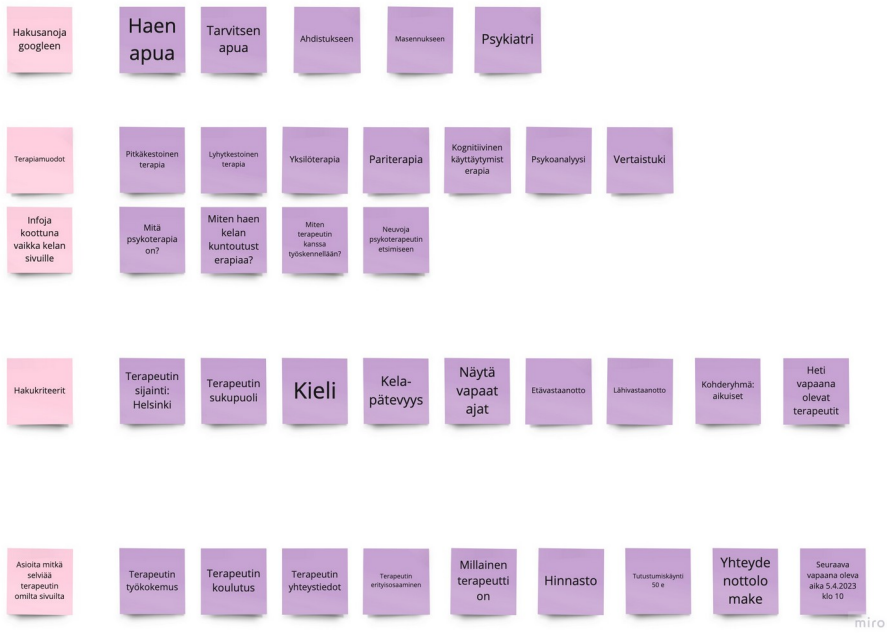 Hakusanoja
googleen
Haen
apua
Tarvitsen
apua
Ahdistukseen
Masennukseen
Psykiatri
Terapiamuodot
Pitkäkestoinen
terapia
Lyhytkestoinen
terapia
Yksilöterapia
Pariterapia
Kognitiivinen
käyttäytymist
erapia
Psykoanalyysi
Vertaistuki
Infoja
koottuna
vaikka kelan
sivuille
Mitä
psykoterapia
on?
Miten haen
kelan
kuntoutust
erapiaa?
Miten
terapeutin
kanssa
työskennellään?
Neuvoja
psykoterapeutin
etsimiseen
Hakukriteerit
Terapeutin
sijainti:
Helsinki
Terapeutin
sukupuoli
Kieli
Kela-
pätevyys
Näytä
vapaat
ajat
Etävastaanotto
Lähivastaanotto
Kohderyhmä:
aikuiset
Heti
vapaana
olevat
terapeutit
Asioita mitkä
selviää
terapeutin
omilta sivuilta
Terapeutin
työkokemus
Terapeutin
koulutus
Terapeutin
yhteystiedot
Terapeutin
erityisosaaminen
Millainen
terapeutti
on
Hinnasto
Tutustumiskäynti
50 e
Yhteyde
nottolo
make
Seuraava
vapaana oleva
aika 5.4.2023
klo 10
miro